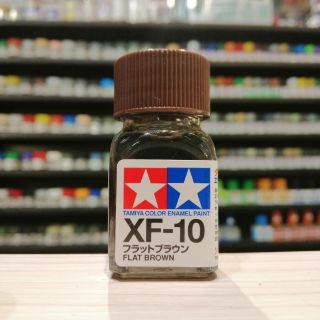 TAMIYA COLOR ENAMEL PAINT
XF-10
フラットブラウン
FLAT BROWN